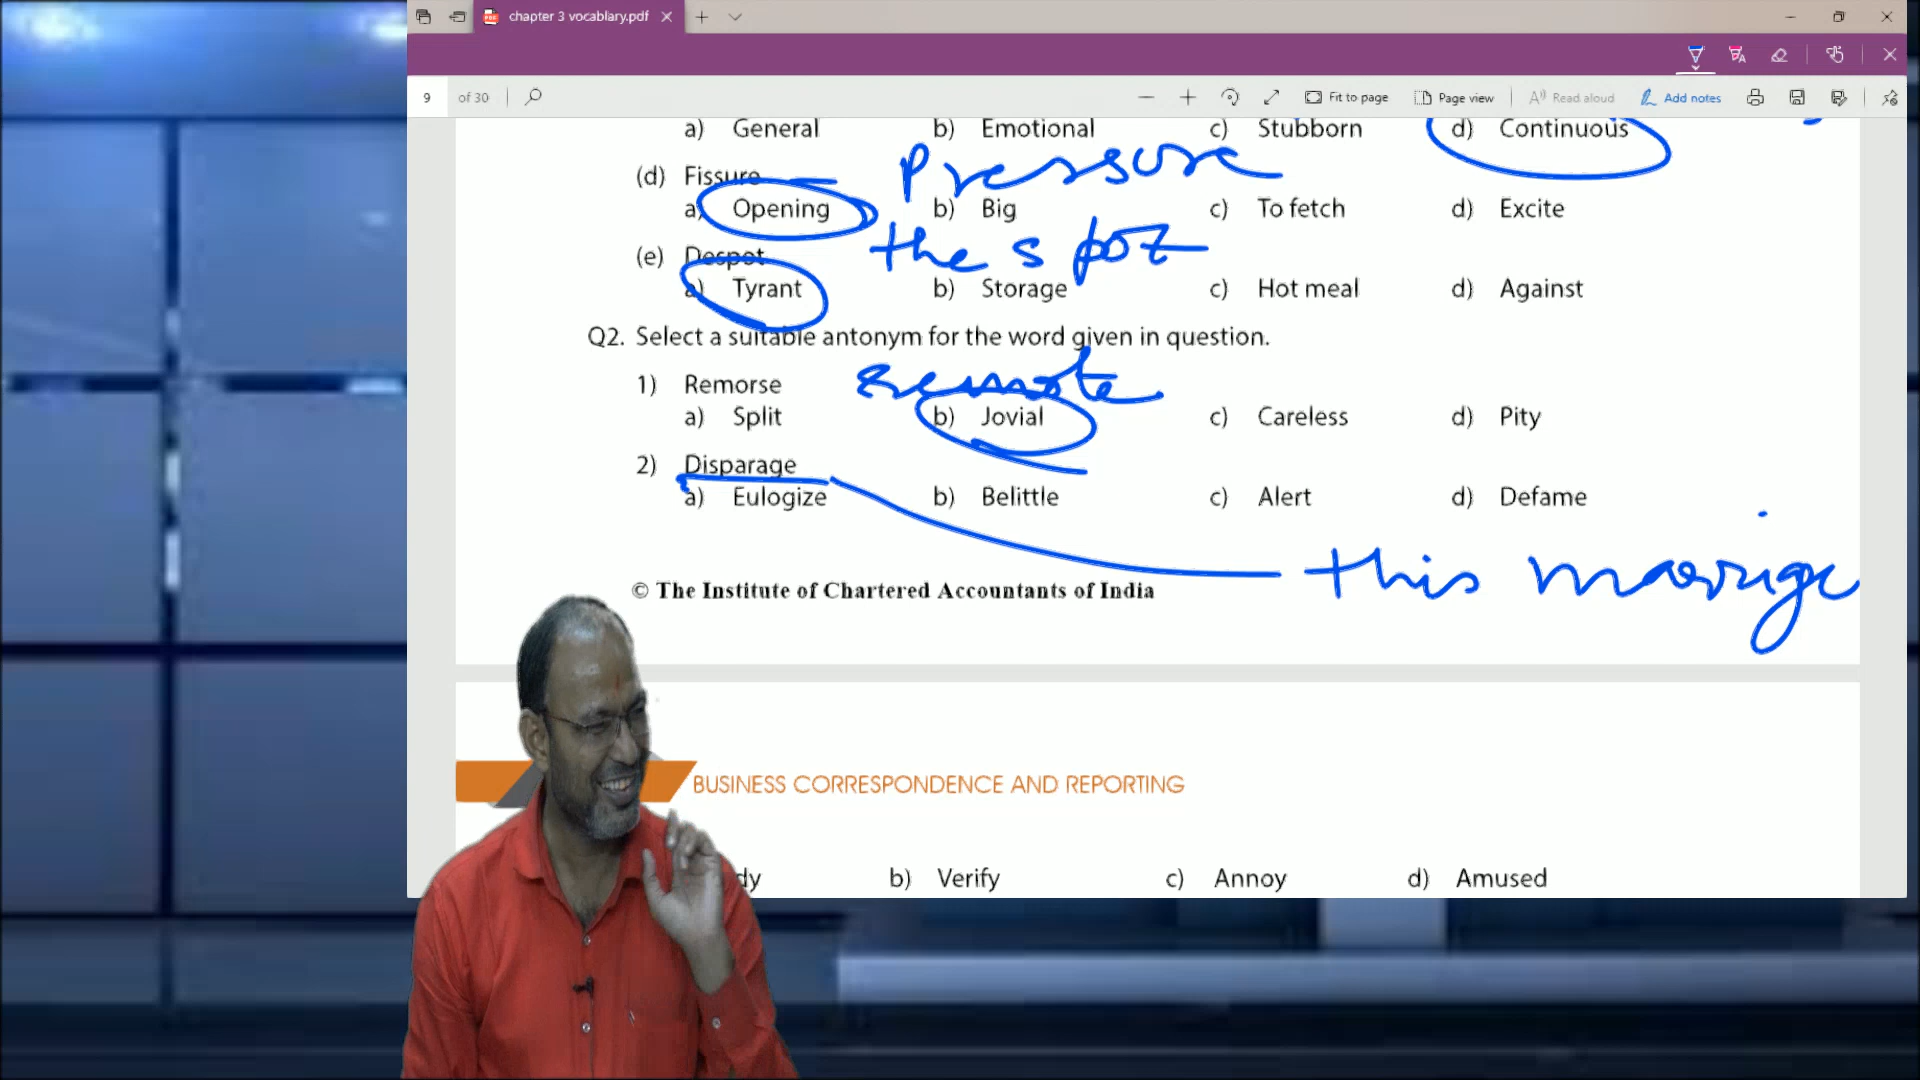 chapter 3 vocablary.pdf
9 of 30 Fit to page Page view Read aloud Add notes
a) General b) Emotional c) Stubborn d) Continuous
(d) Fissure Pressure
a) Opening b) Big c) To fetch d) Excite
(e) Despot the spot
a) Tyrant b) Storage c) Hot meal d) Against
Q2. Select a suitable antonym for the word given in question.
1) Remorse remote
a) Split b) Jovial c) Careless d) Pity
2) Disparage
a) Eulogize b) Belittle c) Alert d) Defame
this marrige
© The Institute of Chartered Accountants of India
BUSINESS CORRESPONDENCE AND REPORTING
dy b) Verify c) Annoy d) Amused